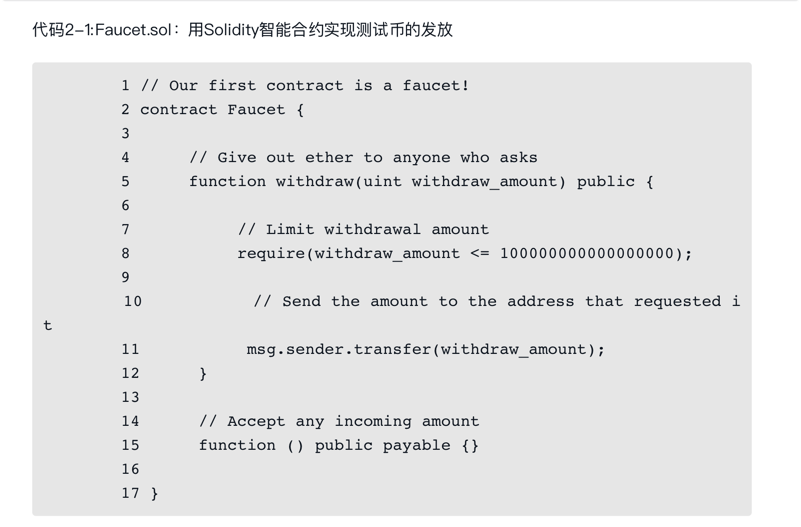 代码2-1:Faucet.sol：用Solidity智能合约实现测试币的发放
1 // Our first contract is a faucet!
2 contract Faucet {
3
4 // Give out ether to anyone who asks
5 function withdraw(uint withdraw_amount) public {
6
7 // Limit withdrawal amount
8 require(withdraw_amount <= 100000000000000000);
9
10 // Send the amount to the address that requested i
t
11 msg.sender.transfer(withdraw_amount);
12 }
13
14 // Accept any incoming amount
15 function () public payable {}
16
17 }